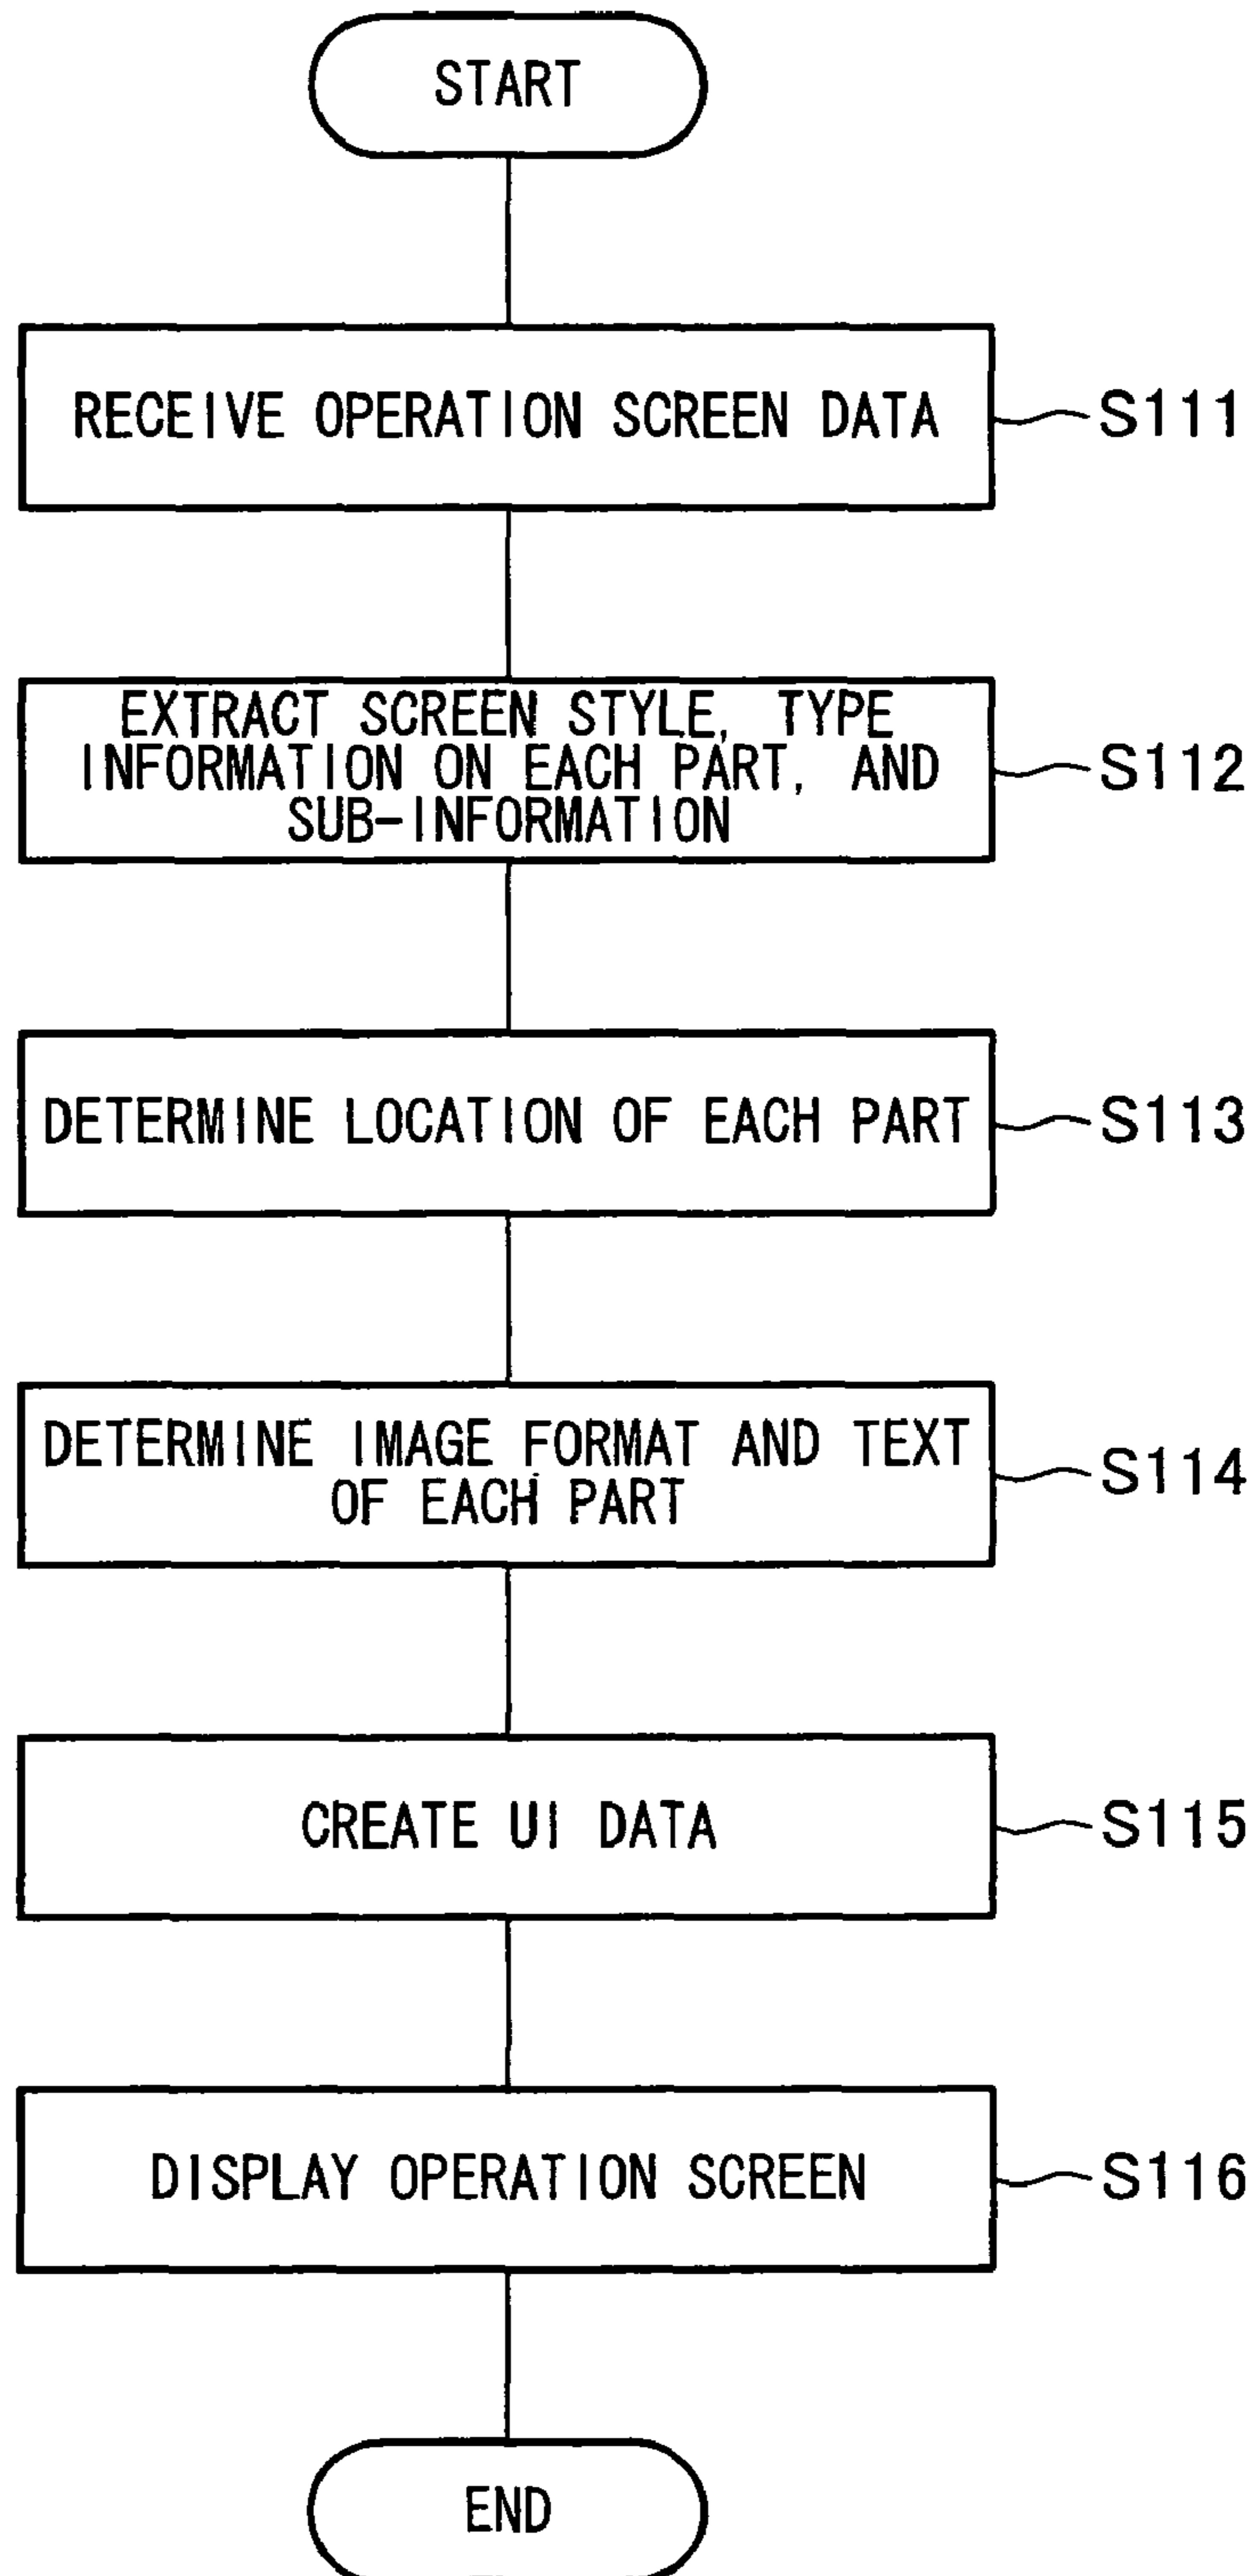 START
RECEIVE OPERATION SCREEN DATA
S111
EXTRACT SCREEN STYLE, TYPE
INFORMATION ON EACH PART, AND
SUB-INFORMATION
S112
DETERMINE LOCATION OF EACH PART
S113
DETERMINE IMAGE FORMAT AND TEXT
OF EACH PART
S114
CREATE UI DATA
S115
DISPLAY OPERATION SCREEN
S116
END